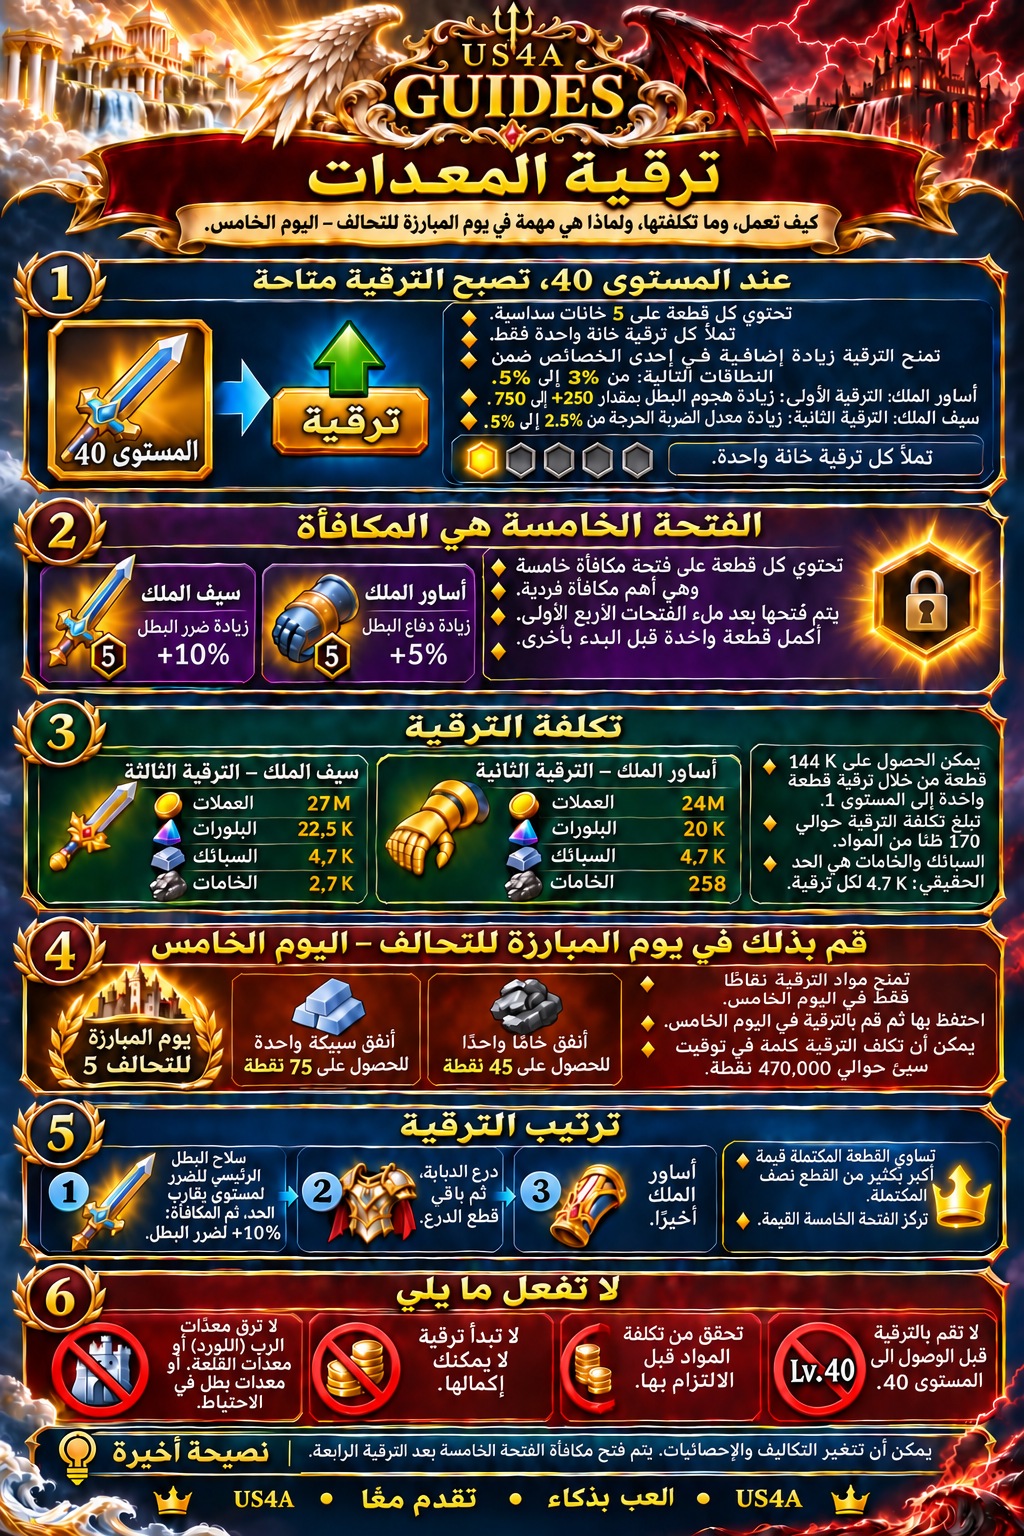 US4A
GUIDES
ترقية المعدات
كيف تعمل، وما تكلفتها، ولماذا هي مهمة في يوم المبارزة للتحالف – اليوم الخامس.
1
عند المستوى 40، تصبح الترقية متاحة
المستوى 40
ترقية
تحتوي كل قطعة على 5 خانات سداسية.
تملأ كل ترقية خانة واحدة فقط.
تمنح الترقية زيادة إضافية في إحدى الخصائص ضمن
النطاقات التالية: من 3% إلى 5%.
أساور الملك: الترقية الأولى: زيادة هجوم البطل بمقدار 250+ إلى 750.
سيف الملك: الترقية الثانية: زيادة معدل الضربة الحرجة من 2.5% إلى 5%.
تملأ كل ترقية خانة واحدة.
2
الفتحة الخامسة هي المكافأة
سيف الملك
زيادة ضرر البطل
+10%
5
أساور الملك
زيادة دفاع البطل
+5%
5
تحتوي كل قطعة على فتحة مكافأة خامسة
وهي أهم مكافأة فردية.
يتم فتحها بعد ملء الفتحات الأربع الأولى.
أكمل قطعة واخدة قبل البدء بأخرى.
3
تكلفة الترقية
سيف الملك – الترقية الثالثة
العملات 27 M
البلورات 22,5 K
السبائك 4,7 K
الخامات 2,7 K
أساور الملك – الترقية الثانية
العملات 24M
البلورات 20 K
السبائك 4,7 K
الخامات 258
يمكن الحصول على 144 K
قطعة من خلال ترقية قطعة
واخدة إلى المستوى 1.
تبلغ تكلفة الترقية حوالي
170 طنا من المواد.
السبائك والخامات هي الحد
الحقيقي: 4.7 K لكل ترقية.
4
قم بذلك في يوم المبارزة للتحالف – اليوم الخامس
يوم المبارزة
للتحالف 5
أنفق سبيكة واحدة
للحصول على 75 نقطة
أنفق خامًا واحدًا
للحصول على 45 نقطة
تمنح مواد الترقية نقاطًا
فقط في اليوم الخامس.
احتفظ بها ثم قم بالترقية في اليوم الخامس.
يمكن أن تكلف الترقية كلمة في توقيت
سيئ حوالي 470,000 نقطة.
5
ترتيب الترقية
1
سلاح البطل
الرئيسي للضرر
لمستوى يقارب
الحد، ثم المكافأة:
+10% لضرر البطل.
2
درع الدبابة،
ثم باقي
قطع الدرع.
3
أساور
الملك
أخيرًا.
تساوي القطعة المكتملة قيمة
أكبر بكثير من القطع نصف
المكتملة.
تركز الفتحة الخامسة القيمة.
6
لا تفعل ما يلي
لا ترق معدَّات
الرب (اللورد) أو
معدات القلعة. أو
معدات بطل في
الاحتياط.
لا تبدأ ترقية
لا يمكنك
إكمالها.
تحقق من تكلفة
المواد قبل
الالتزام بها.
Lv.40
لا تقم بالترقية
قبل الوصول الى
المستوى 40.
نصيحة أخيرة | يمكن أن تتغير التكاليف والإحصائيات. يتم فتح مكافأة الفتحة الخامسة بعد الترقية الرابعة.
US4A • العب بذكاء • تقدم معًا • US4A